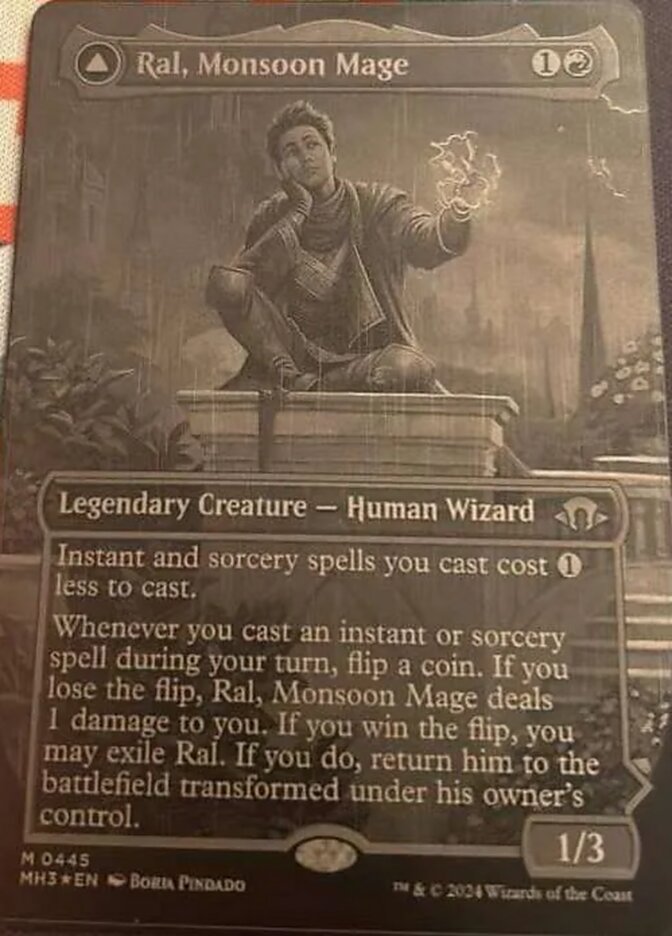 Ral, Monsoon Mage 1
Legendary Creature — Human Wizard
Instant and sorcery spells you cast cost 1
less to cast.
Whenever you cast an instant or sorcery
spell during your turn, flip a coin. If you
lose the flip, Ral, Monsoon Mage deals
1 damage to you. If you win the flip, you
may exile Ral. If you do, return him to the
battlefield transformed under his owner's
control.
1/3
M 0445
MH3★EN Borja Pindado
™ & © 2024 Wizards of the Coast